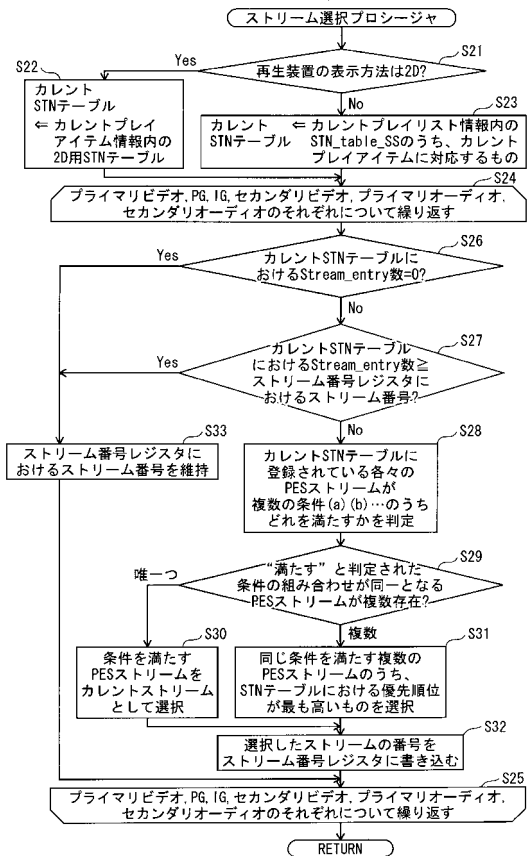 ストリーム選択プロシージャ
S21
再生装置の表示方法は2D?
Yes
No
S22
カレント
STNテーブル
⇐ カレントプレイ
アイテム情報内の
2D用STNテーブル
S23
カレント ⇐ カレントプレイリスト情報内の
STNテーブル STN_table_SSのうち、カレント
プレイアイテムに対応するもの
S24
プライマリビデオ,PG,IG,セカンダリビデオ,プライマリオーディオ,
セカンダリオーディオのそれぞれについて繰り返す
S26
カレントSTNテーブルに
おけるStream_entry数=0?
Yes
No
S27
カレントSTNテーブル
におけるStream_entry数≧
ストリーム番号レジスタに
おけるストリーム番号?
Yes
No
S33
ストリーム番号レジスタに
おけるストリーム番号を維持
S28
カレントSTNテーブルに
登録されている各々の
PESストリームが
複数の条件(a)(b)…のうち
どれを満たすかを判定
S29
“満たす”と判定された
条件の組み合わせが同一となる
PESストリームが複数存在?
唯一つ
複数
S30
条件を満たす
PESストリームを
カレントストリーム
として選択
S31
同じ条件を満たす複数の
PESストリームのうち、
STNテーブルにおける優先順位
が最も高いものを選択
S32
選択したストリームの番号を
ストリーム番号レジスタに書き込む
S25
プライマリビデオ,PG,IG,セカンダリビデオ,プライマリオーディオ,
セカンダリオーディオのそれぞれについて繰り返す
RETURN